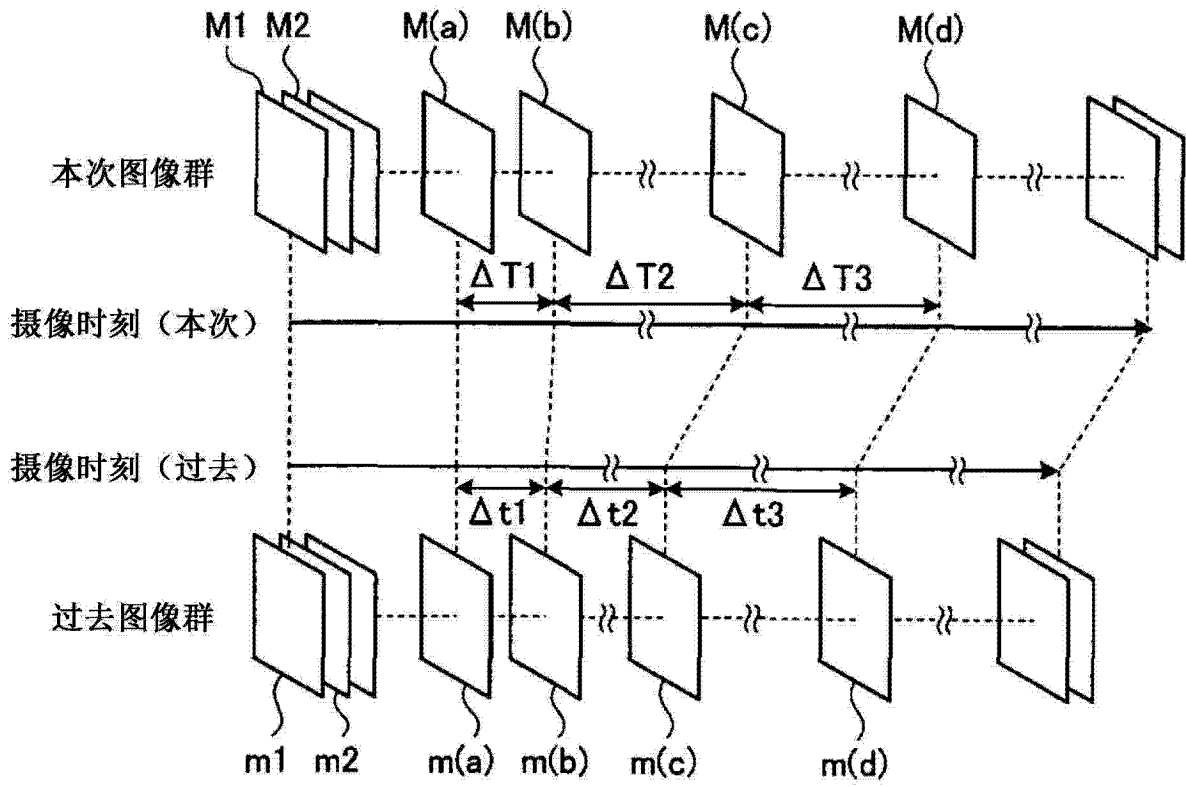 M1 M2 M(a) M(b) M(c) M(d)
本次图像群
ΔT1 ΔT2 ΔT3
摄像时刻（本次）
摄像时刻（过去）
Δt1 Δt2 Δt3
过去图像群
m1 m2 m(a) m(b) m(c) m(d)